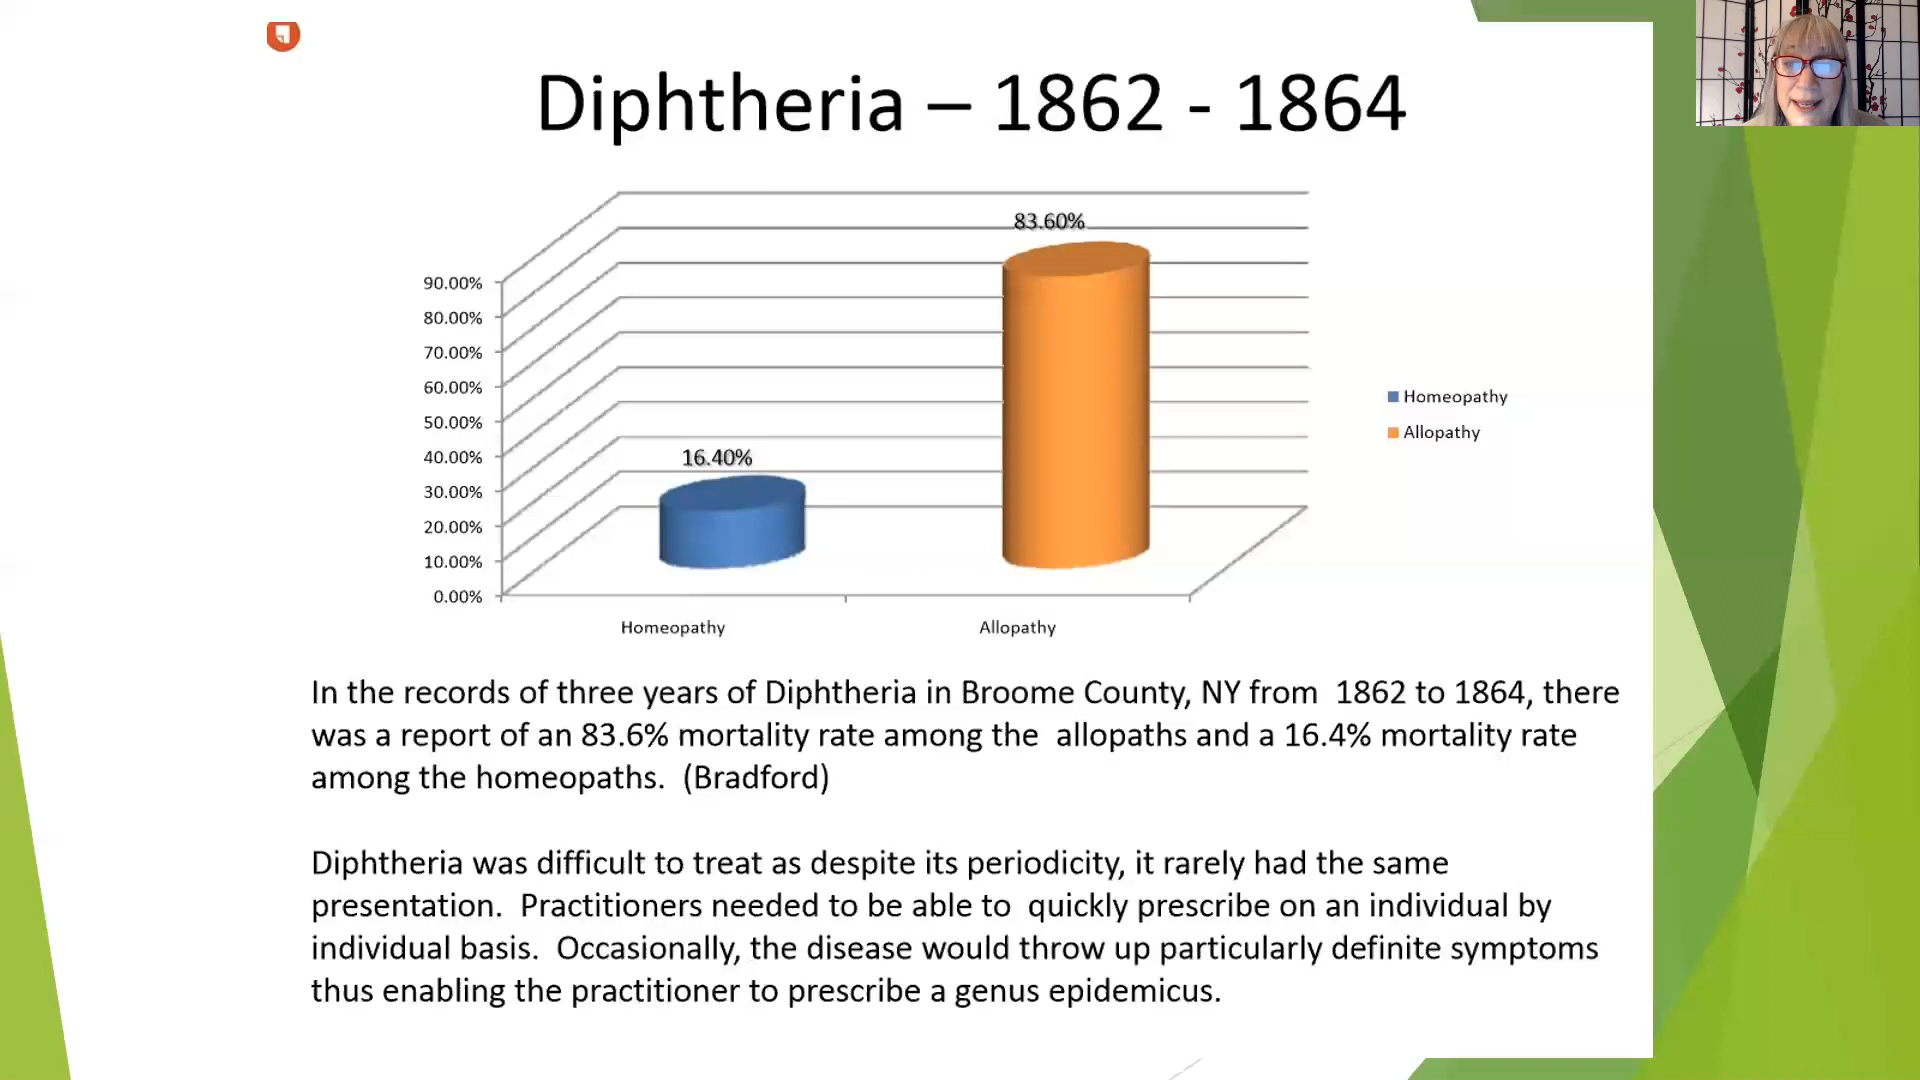 Diphtheria – 1862 - 1864
83.60%
90.00%
80.00%
70.00%
60.00%
50.00%
40.00%
30.00%
20.00%
10.00%
0.00%
16.40%
Homeopathy
Allopathy
Homeopathy
Allopathy
In the records of three years of Diphtheria in Broome County, NY from 1862 to 1864, there
was a report of an 83.6% mortality rate among the allopaths and a 16.4% mortality rate
among the homeopaths. (Bradford)
Diphtheria was difficult to treat as despite its periodicity, it rarely had the same
presentation. Practitioners needed to be able to quickly prescribe on an individual by
individual basis. Occasionally, the disease would throw up particularly definite symptoms
thus enabling the practitioner to prescribe a genus epidemicus.